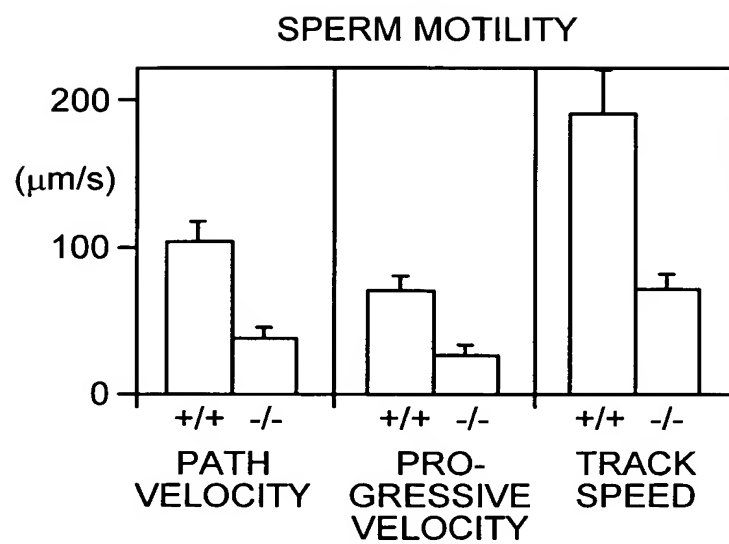 SPERM MOTILITY
200
(μm/s)
100
0
+/+ -/- +/+ -/- +/+ -/-
PATH
VELOCITY
PRO-
GRESSIVE
VELOCITY
TRACK
SPEED